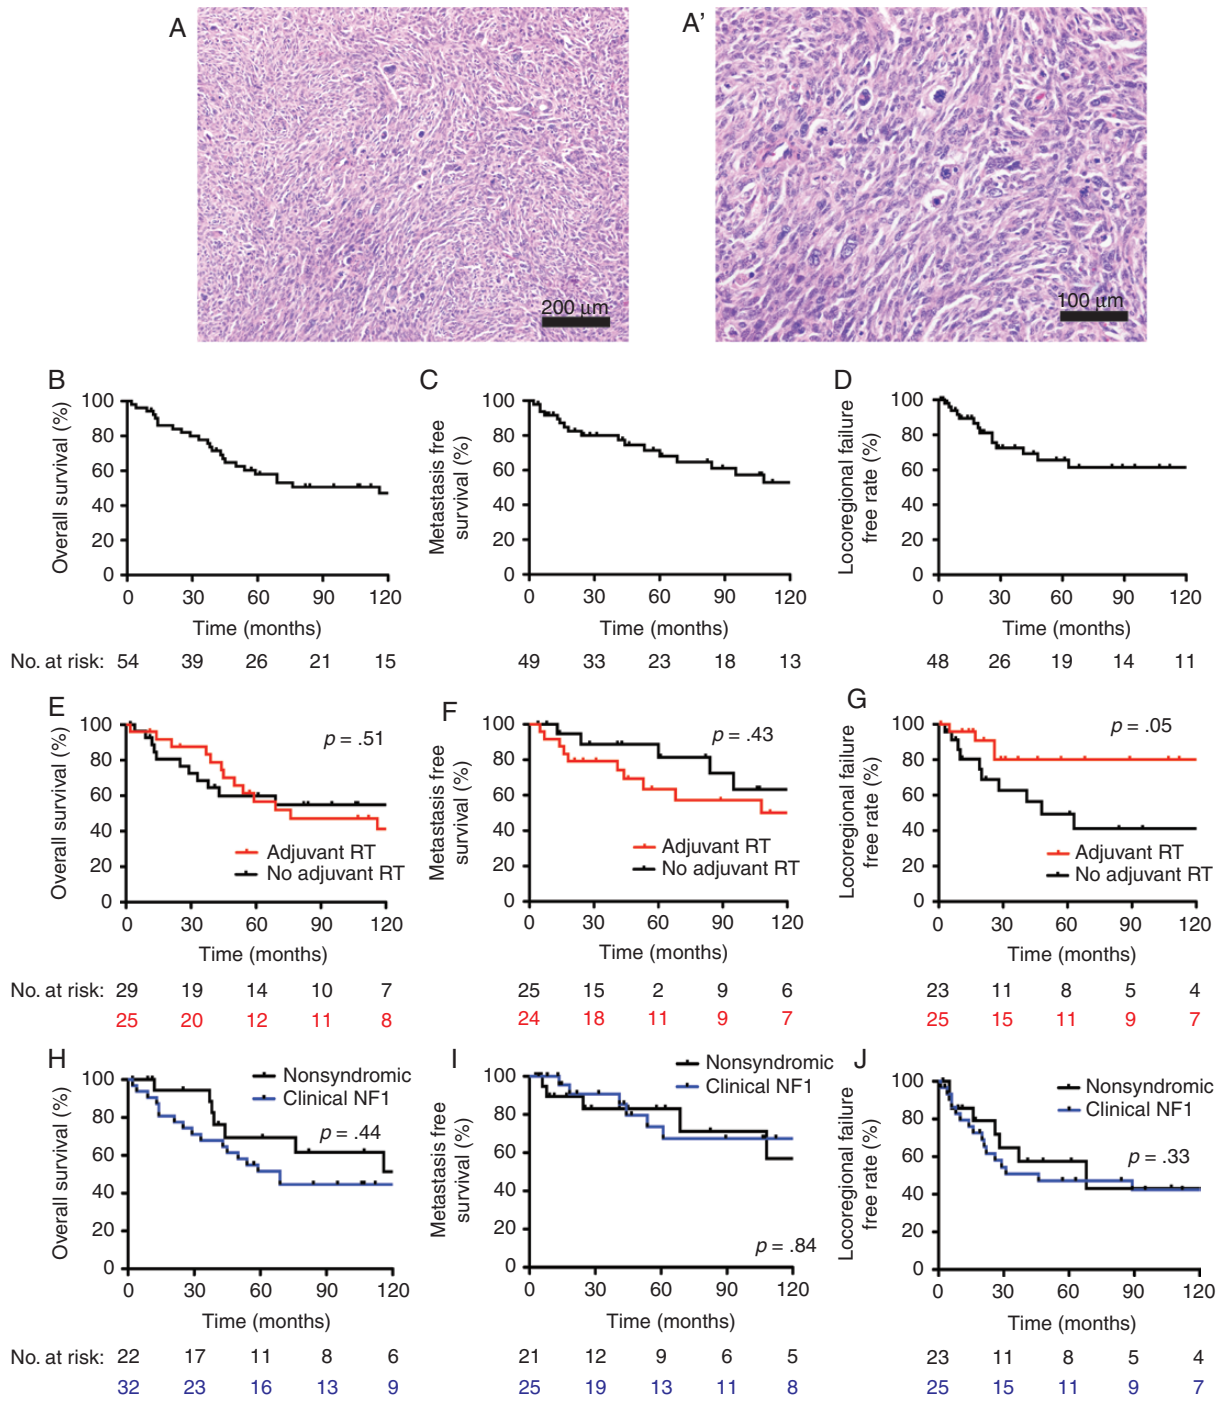 A
A’
200 µm
100 µm
B
C
D
Overall survival (%)
100
80
60
40
20
0
0 30 60 90 120
Time (months)
Metastasis free
survival (%)
100
80
60
40
20
0
0 30 60 90 120
Time (months)
Locoregional failure
free rate (%)
100
80
60
40
20
0
0 30 60 90 120
Time (months)
No. at risk: 54 39 26 21 15
49 33 23 18 13
48 26 19 14 11
E
F
G
Overall survival (%)
100
80
60
40
20
0
p = .51
Adjuvant RT
No adjuvant RT
0 30 60 90 120
Time (months)
Metastasis free
survival (%)
100
80
60
40
20
0
p = .43
Adjuvant RT
No adjuvant RT
0 30 60 90 120
Time (months)
Locoregional failure
free rate (%)
100
80
60
40
20
0
p = .05
Adjuvant RT
No adjuvant RT
0 30 60 90 120
Time (months)
No. at risk: 29 19 14 10 7
25 20 12 11 8
25 15 2 9 6
24 18 11 9 7
23 11 8 5 4
25 15 11 9 7
H
I
J
Overall survival (%)
100
80
60
40
20
0
Nonsyndromic
Clinical NF1
p = .44
0 30 60 90 120
Time (months)
Metastasis free
survival (%)
100
80
60
40
20
0
Nonsyndromic
Clinical NF1
p = .84
0 30 60 90 120
Time (months)
Locoregional failure
free rate (%)
100
80
60
40
20
0
Nonsyndromic
Clinical NF1
p = .33
0 30 60 90 120
Time (months)
No. at risk: 22 17 11 8 6
32 23 16 13 9
21 12 9 6 5
25 19 13 11 8
23 11 8 5 4
25 15 11 9 7